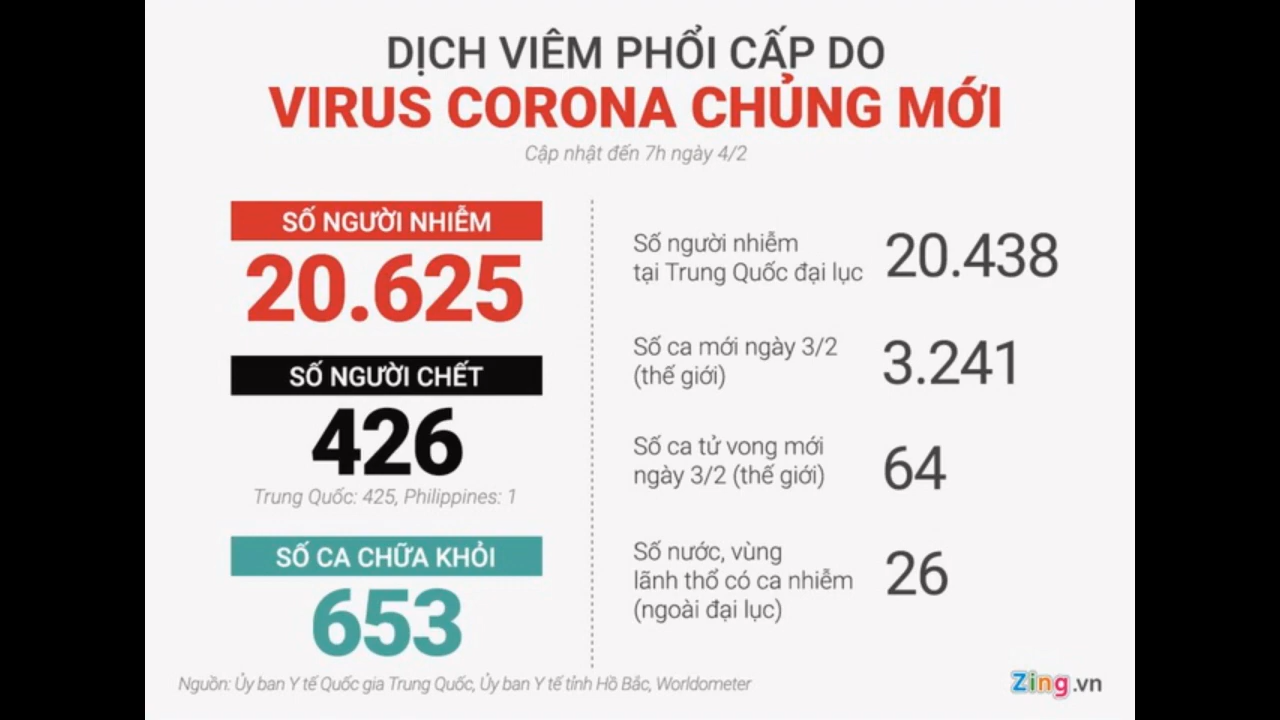 DỊCH VIÊM PHỔI CẤP DO
VIRUS CORONA CHỦNG MỚI
Cập nhật đến 7h ngày 4/2
SỐ NGƯỜI NHIỄM
20.625
SỐ NGƯỜI CHẾT
426
Trung Quốc: 425, Philippines: 1
SỐ CA CHỮA KHỎI
653
Số người nhiễm
tại Trung Quốc đại lục
20.438
Số ca mới ngày 3/2
(thế giới)
3.241
Số ca tử vong mới
ngày 3/2 (thế giới)
64
Số nước, vùng
lãnh thổ có ca nhiễm
(ngoài đại lục)
26
Nguồn: Ủy ban Y tế Quốc gia Trung Quốc, Ủy ban Y tế tỉnh Hồ Bắc, Worldometer
Zing.vn